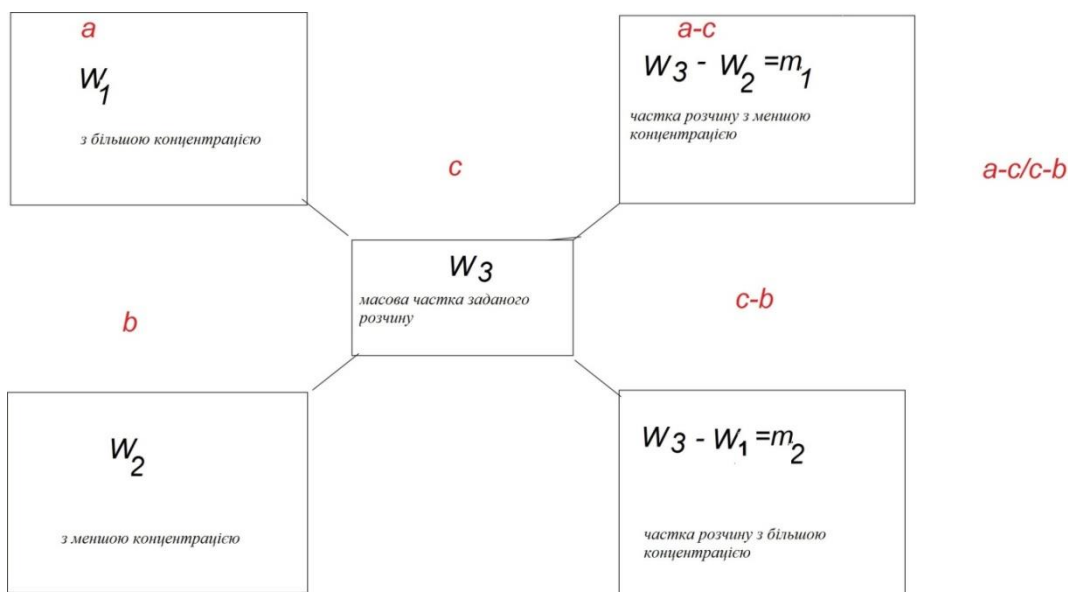 a
W1
з більшою концентрацією
a-c
W3 - W2 =m1
частка розчину з меншою
концентрацією
c
a-c/c-b
W3
масова частка заданого
розчину
b
c-b
W2
з меншою концентрацією
W3 - W1 =m2
частка розчину з більшою
концентрацією